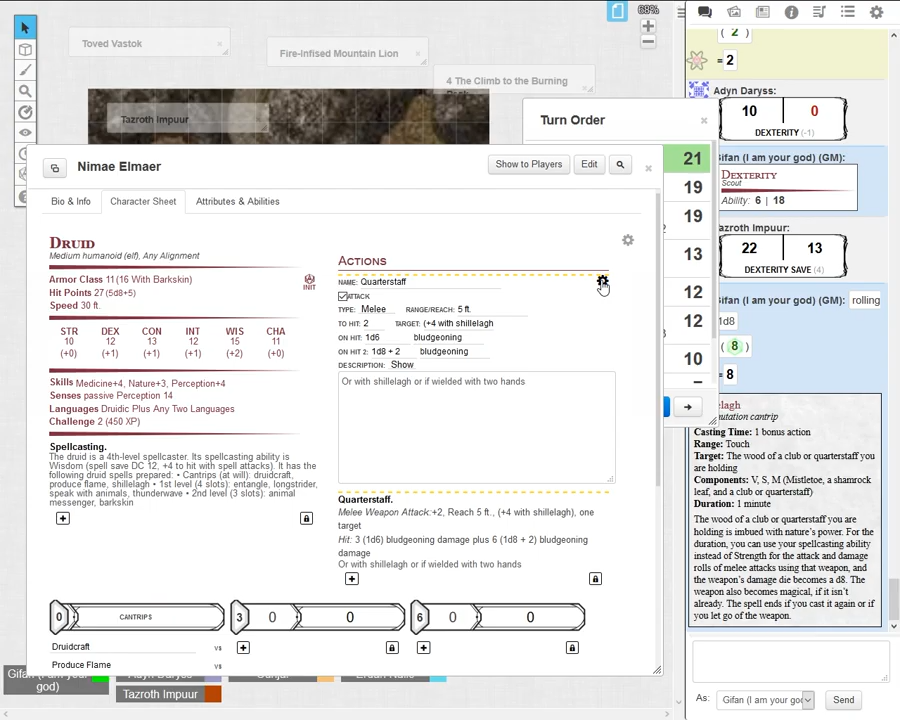 68%
Toved Vastok
Fire-Infised Mountain Lion
4 The Climb to the Burning
Tazroth Impuur
Turn Order
Nimae Elmaer
Show to Players
Edit
Bio & Info
Character Sheet
Attributes & Abilities
Druid
Medium humanoid (elf), Any Alignment
Armor Class 11(16 With Barkskin)
Hit Points 27 (5d8+5)
Speed 30 ft.
INIT
STR DEX CON INT WIS CHA
10 12 13 12 15 11
(+0) (+1) (+1) (+1) (+2) (+0)
Skills Medicine+4, Nature+3, Perception+4
Senses passive Perception 14
Languages Druidic Plus Any Two Languages
Challenge 2 (450 XP)
Spellcasting.
The druid is a 4th-level spellcaster. Its spellcasting ability is
Wisdom (spell save DC 12, +4 to hit with spell attacks). It has the
following druid spells prepared: • Cantrips (at will): druidcraft,
produce flame, shillelagh • 1st level (4 slots): entangle, longstrider,
speak with animals, thunderwave • 2nd level (3 slots): animal
messenger, barkskin
Actions
NAME: Quarterstaff
ATTACK
TYPE: Melee RANGE/REACH: 5 ft.
TO HIT: 2 TARGET: (+4 with shillelagh
ON HIT: 1d6 bludgeoning
ON HIT 2: 1d8 + 2 bludgeoning
DESCRIPTION: Show
Or with shillelagh or if wielded with two hands
Quarterstaff.
Melee Weapon Attack:+2, Reach 5 ft., (+4 with shillelagh), one
target
Hit: 3 (1d6) bludgeoning damage plus 6 (1d8 + 2) bludgeoning
damage
Or with shillelagh or if wielded with two hands
0 CANTRIPS
3 0 0
6 0 0
Druidcraft VS
Produce Flame VS
21
19
19
2
13
12
12
3
10
Gifan (I am your
god)
Tazroth Impuur
( 2 )
= 2
Adyn Daryss:
10 0
DEXTERITY (-1)
Gifan (I am your god) (GM):
Dexterity
Scout
Ability: 6 | 18
azroth Impuur:
22 13
DEXTERITY SAVE (4)
Gifan (I am your god) (GM): rolling
1d8
( 8 )
= 8
elagh
mutation cantrip
Casting Time: 1 bonus action
Range: Touch
Target: The wood of a club or quarterstaff you
are holding
Components: V, S, M (Mistletoe, a shamrock
leaf, and a club or quarterstaff)
Duration: 1 minute
The wood of a club or quarterstaff you are
holding is imbued with nature's power. For the
duration, you can use your spellcasting ability
instead of Strength for the attack and damage
rolls of melee attacks using that weapon, and
the weapon's damage die becomes a d8. The
weapon also becomes magical, if it isn't
already. The spell ends if you cast it again or if
you let go of the weapon.
As:
Gifan (I am your god)
Send